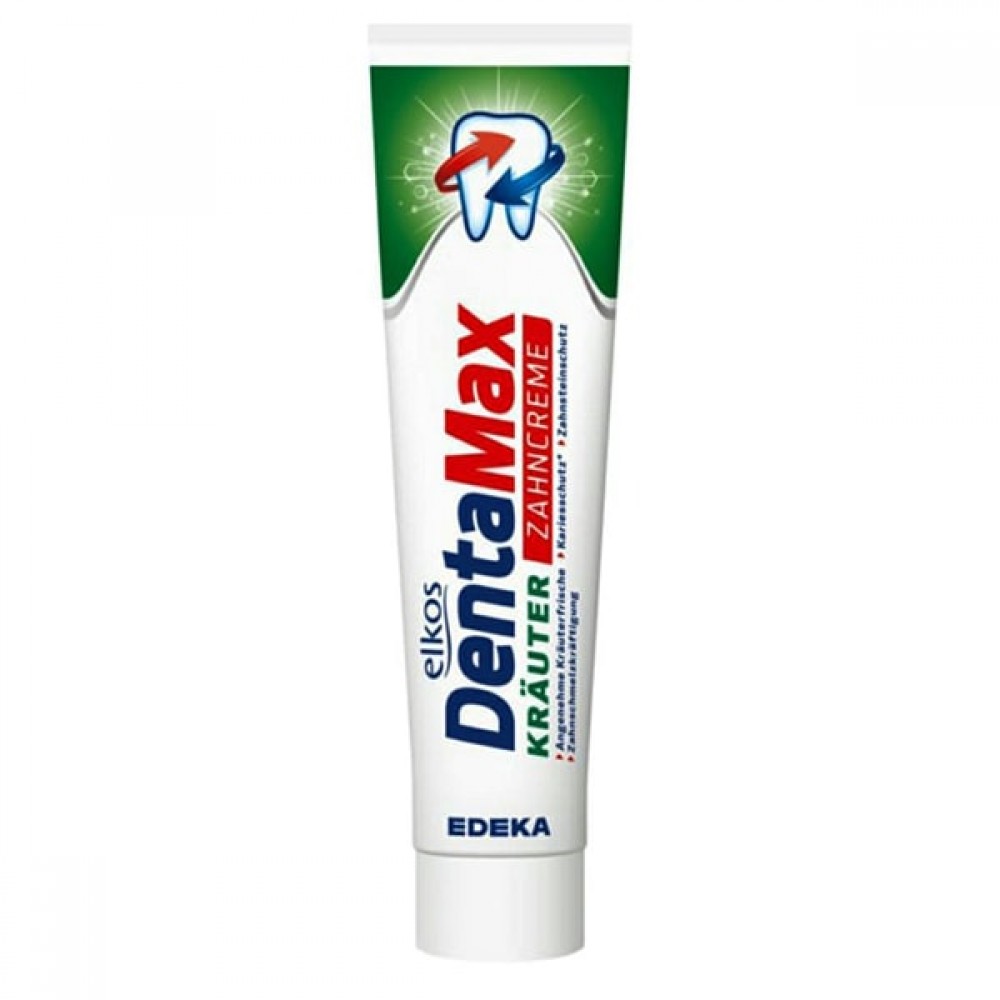 elkos
DentaMax
KRÄUTER ZAHNCREME
Angenehme Kräuterfrische Kariesschutz* Zahnsteinschutz
Zahnschmelzkräftigung
EDEKA